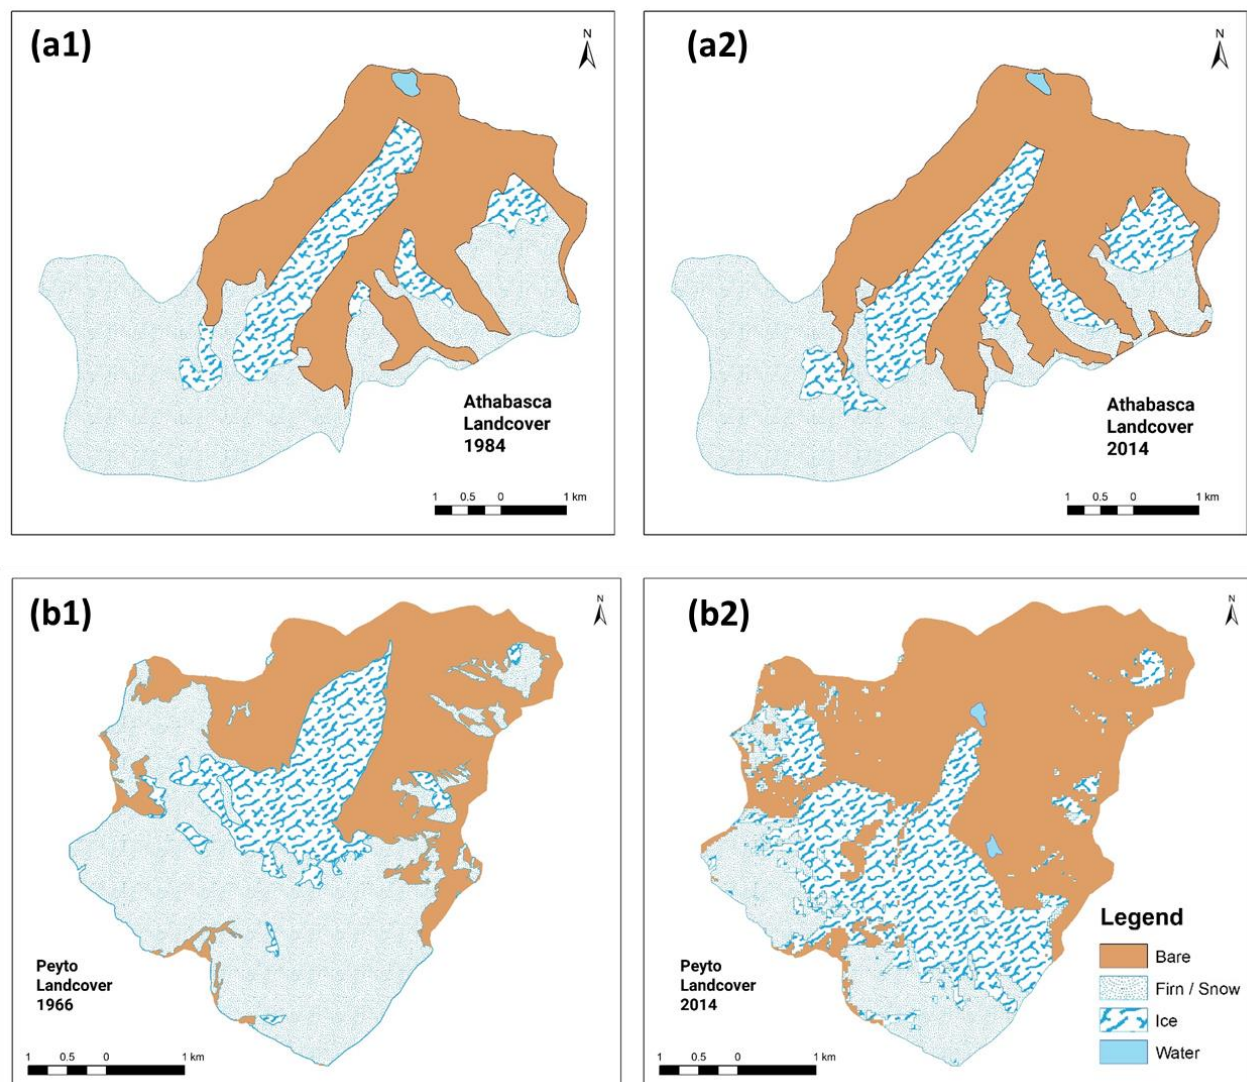 (a1)
N
Athabasca
Landcover
1984
1 0.5 0 1 km
(a2)
N
Athabasca
Landcover
2014
1 0.5 0 1 km
(b1)
N
Peyto
Landcover
1966
1 0.5 0 1 km
(b2)
N
Peyto
Landcover
2014
1 0.5 0 1 km
Legend
Bare
Firn / Snow
Ice
Water